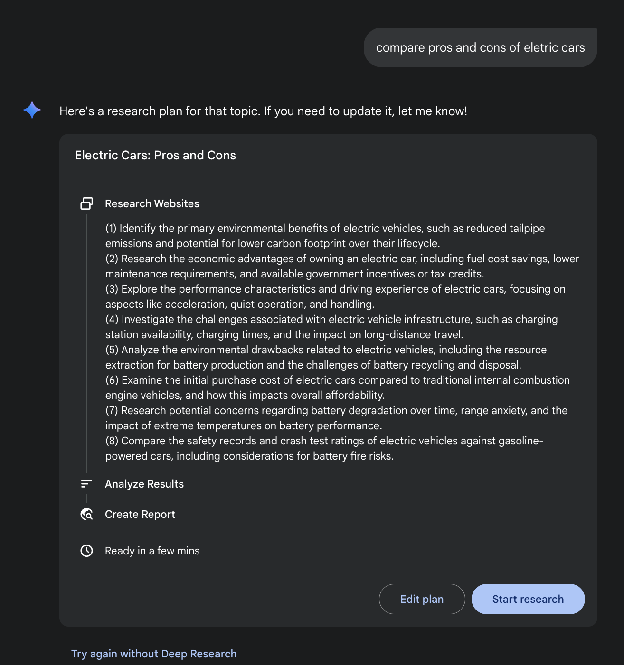 compare pros and cons of eletric cars
Here's a research plan for that topic. If you need to update it, let me know!
Electric Cars: Pros and Cons
Research Websites
(1) Identify the primary environmental benefits of electric vehicles, such as reduced tailpipe
emissions and potential for lower carbon footprint over their lifecycle.
(2) Research the economic advantages of owning an electric car, including fuel cost savings, lower
maintenance requirements, and available government incentives or tax credits.
(3) Explore the performance characteristics and driving experience of electric cars, focusing on
aspects like acceleration, quiet operation, and handling.
(4) Investigate the challenges associated with electric vehicle infrastructure, such as charging
station availability, charging times, and the impact on long-distance travel.
(5) Analyze the environmental drawbacks related to electric vehicles, including the resource
extraction for battery production and the challenges of battery recycling and disposal.
(6) Examine the initial purchase cost of electric cars compared to traditional internal combustion
engine vehicles, and how this impacts overall affordability.
(7) Research potential concerns regarding battery degradation over time, range anxiety, and the
impact of extreme temperatures on battery performance.
(8) Compare the safety records and crash test ratings of electric vehicles against gasoline-
powered cars, including considerations for battery fire risks.
Analyze Results
Create Report
Ready in a few mins
Edit plan
Start research
Try again without Deep Research